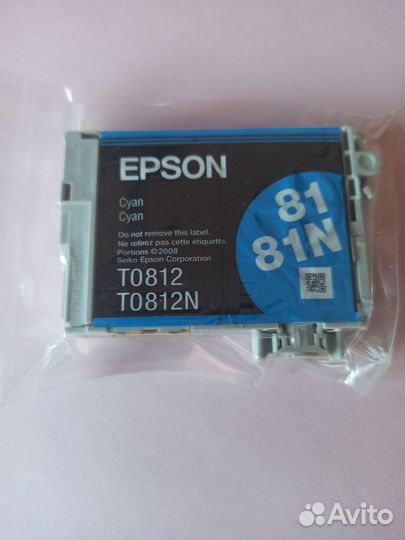 EPSON
Cyan
Cyan
Do not remove this label.
Ne retirez pas cette étiquette.
Portions ©2008
Seiko Epson Corporation
T0812
T0812N
81
81N
Avito